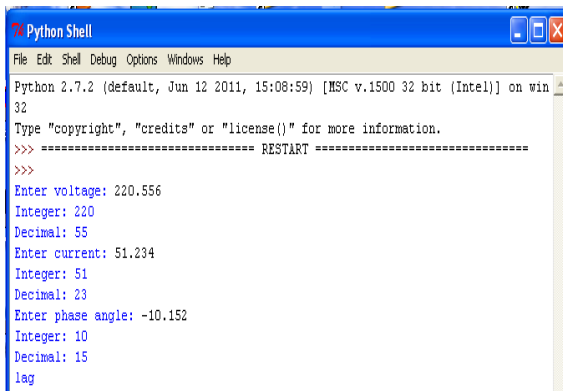 Python Shell
File Edit Shell Debug Options Windows Help
Python 2.7.2 (default, Jun 12 2011, 15:08:59) [MSC v.1500 32 bit (Intel)] on win
32
Type "copyright", "credits" or "license()" for more information.
>>> ================================ RESTART ================================
>>>
Enter voltage: 220.556
Integer: 220
Decimal: 55
Enter current: 51.234
Integer: 51
Decimal: 23
Enter phase angle: -10.152
Integer: 10
Decimal: 15
lag